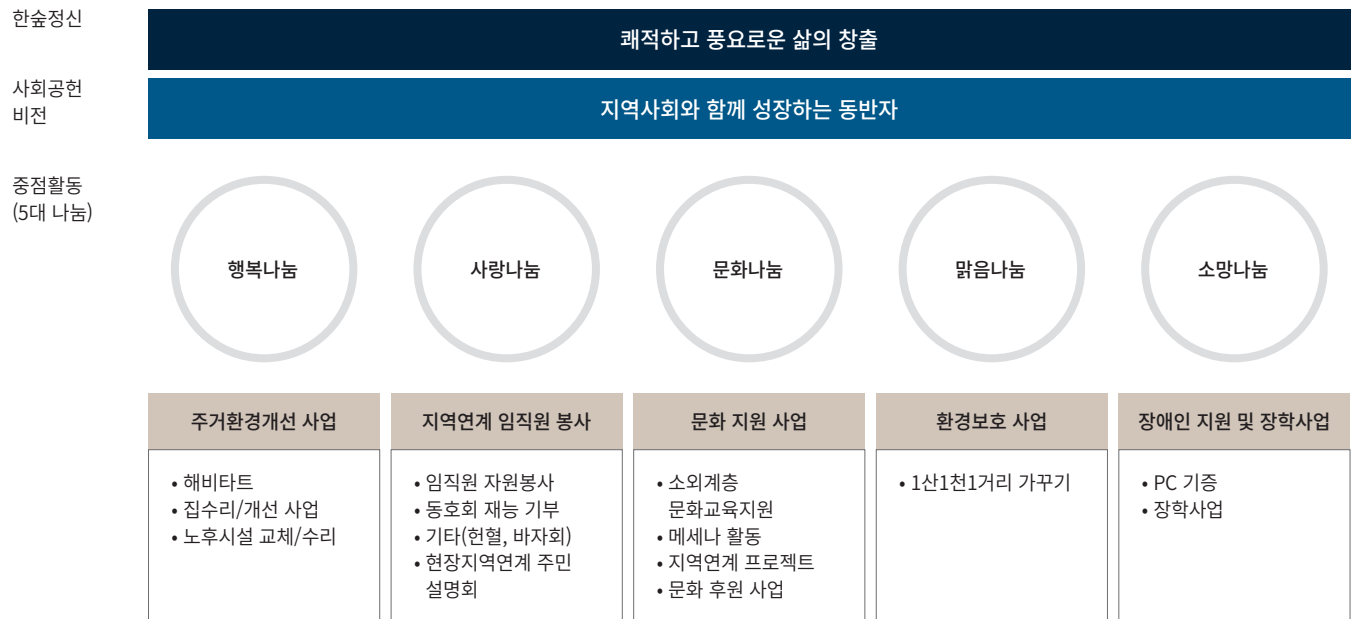 한숲정신
쾌적하고 풍요로운 삶의 창출
사회공헌
비전
지역사회와 함께 성장하는 동반자
중점활동
(5대 나눔)
행복나눔
사랑나눔
문화나눔
맑음나눔
소망나눔
주거환경개선 사업
• 해비타트
• 집수리/개선 사업
• 노후시설 교체/수리
지역연계 임직원 봉사
• 임직원 자원봉사
• 동호회 재능 기부
• 기타(헌혈, 바자회)
• 현장지역연계 주민
설명회
문화 지원 사업
• 소외계층
문화교육지원
• 메세나 활동
• 지역연계 프로젝트
• 문화 후원 사업
환경보호 사업
• 1산1천1거리 가꾸기
장애인 지원 및 장학사업
• PC 기증
• 장학사업